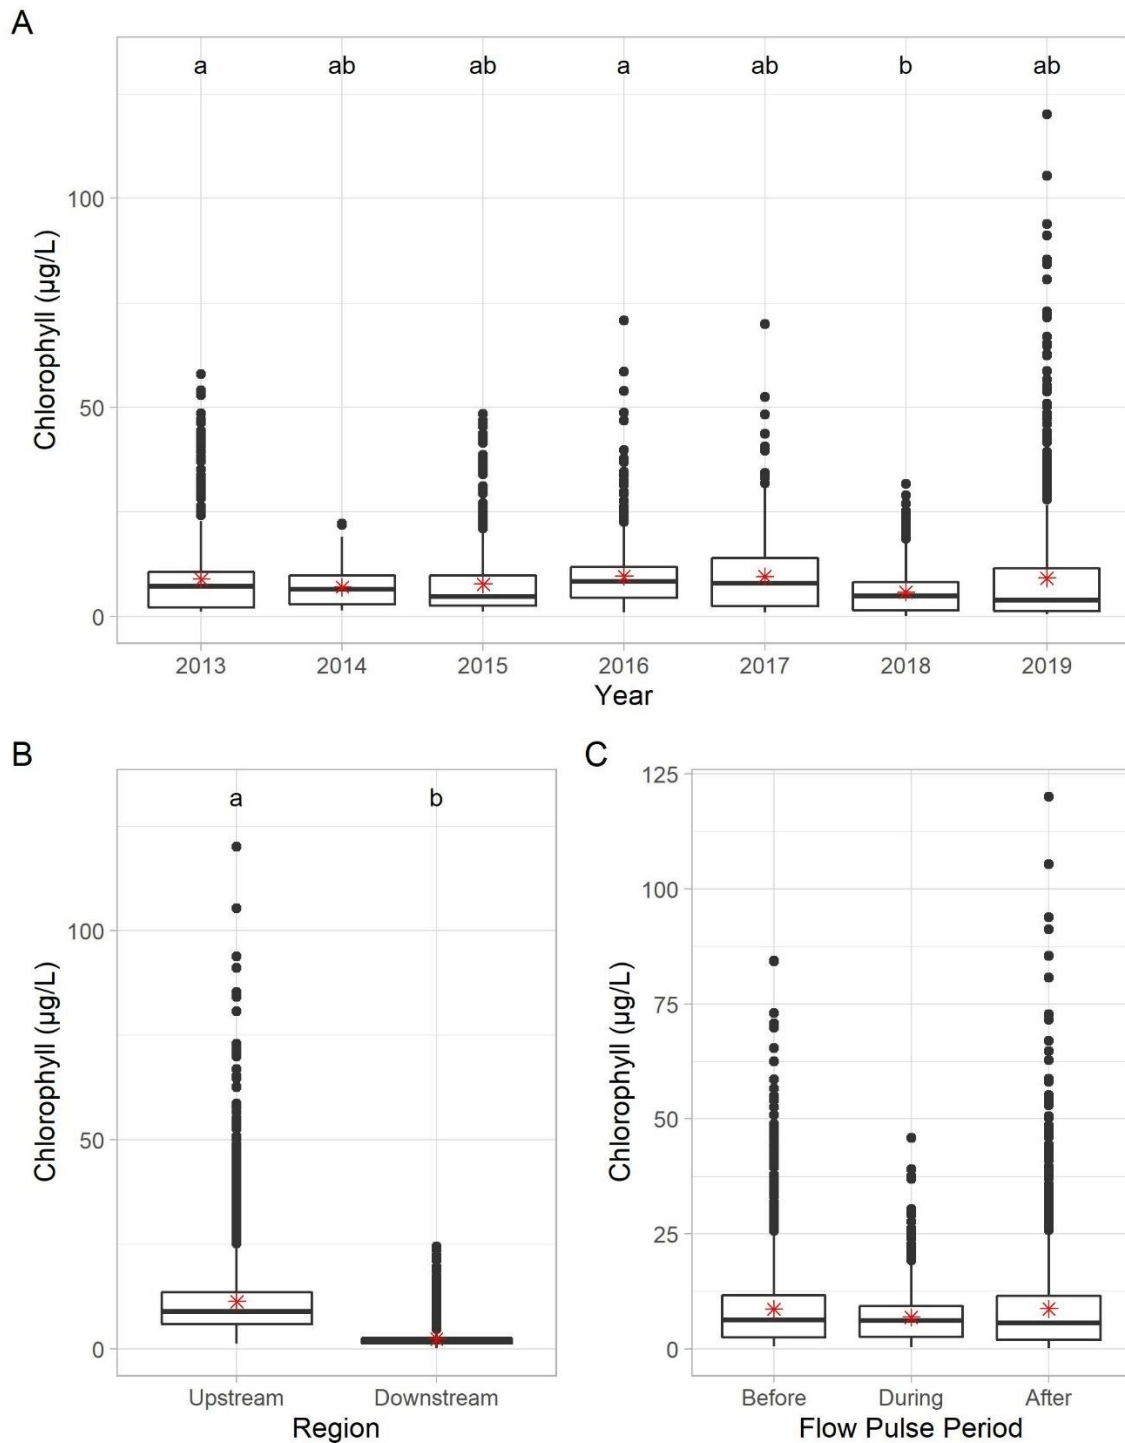 A
a ab ab a ab b ab
100
50
0
Chlorophyll (µg/L)
2013 2014 2015 2016 2017 2018 2019
Year
B
a b
100
50
0
Chlorophyll (µg/L)
Upstream Downstream
Region
C
125
100
75
50
25
0
Chlorophyll (µg/L)
Before During After
Flow Pulse Period